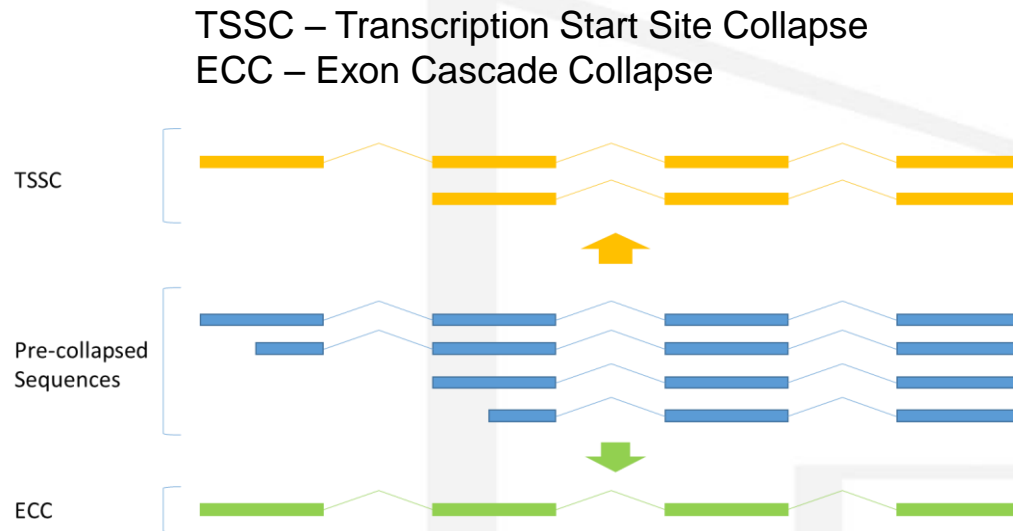 TSSC – Transcription Start Site Collapse
ECC – Exon Cascade Collapse
TSSC
Pre-collapsed
Sequences
ECC